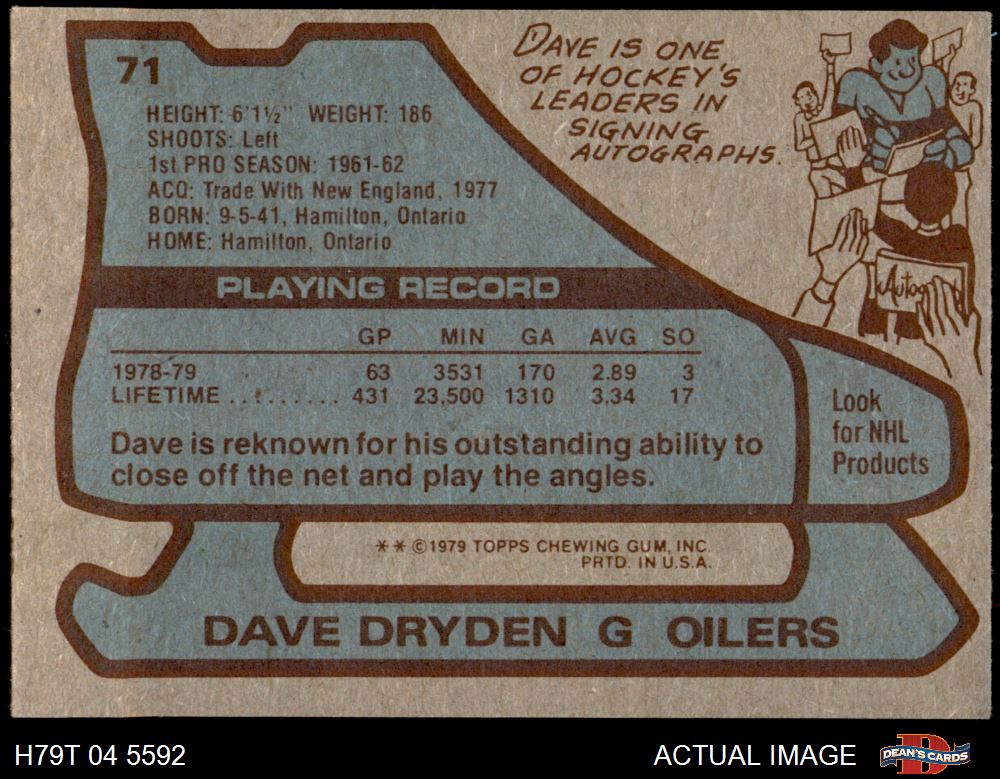 71
HEIGHT: 6'1½" WEIGHT: 186
SHOOTS: Left
1st PRO SEASON: 1961-62
ACQ: Trade With New England, 1977
BORN: 9-5-41, Hamilton, Ontario
HOME: Hamilton, Ontario
DAVE IS ONE
OF HOCKEY'S
LEADERS IN
SIGNING
AUTOGRAPHS.
Autog
PLAYING RECORD
GP MIN GA AVG SO
1978-79 63 3531 170 2.89 3
LIFETIME .......... 431 23,500 1310 3.34 17
Dave is reknown for his outstanding ability to
close off the net and play the angles.
Look
for NHL
Products
** ©1979 TOPPS CHEWING GUM, INC.
PRTD. IN U.S.A.
DAVE DRYDEN G OILERS
H79T 04 5592
ACTUAL IMAGE
DEAN'S CARDS